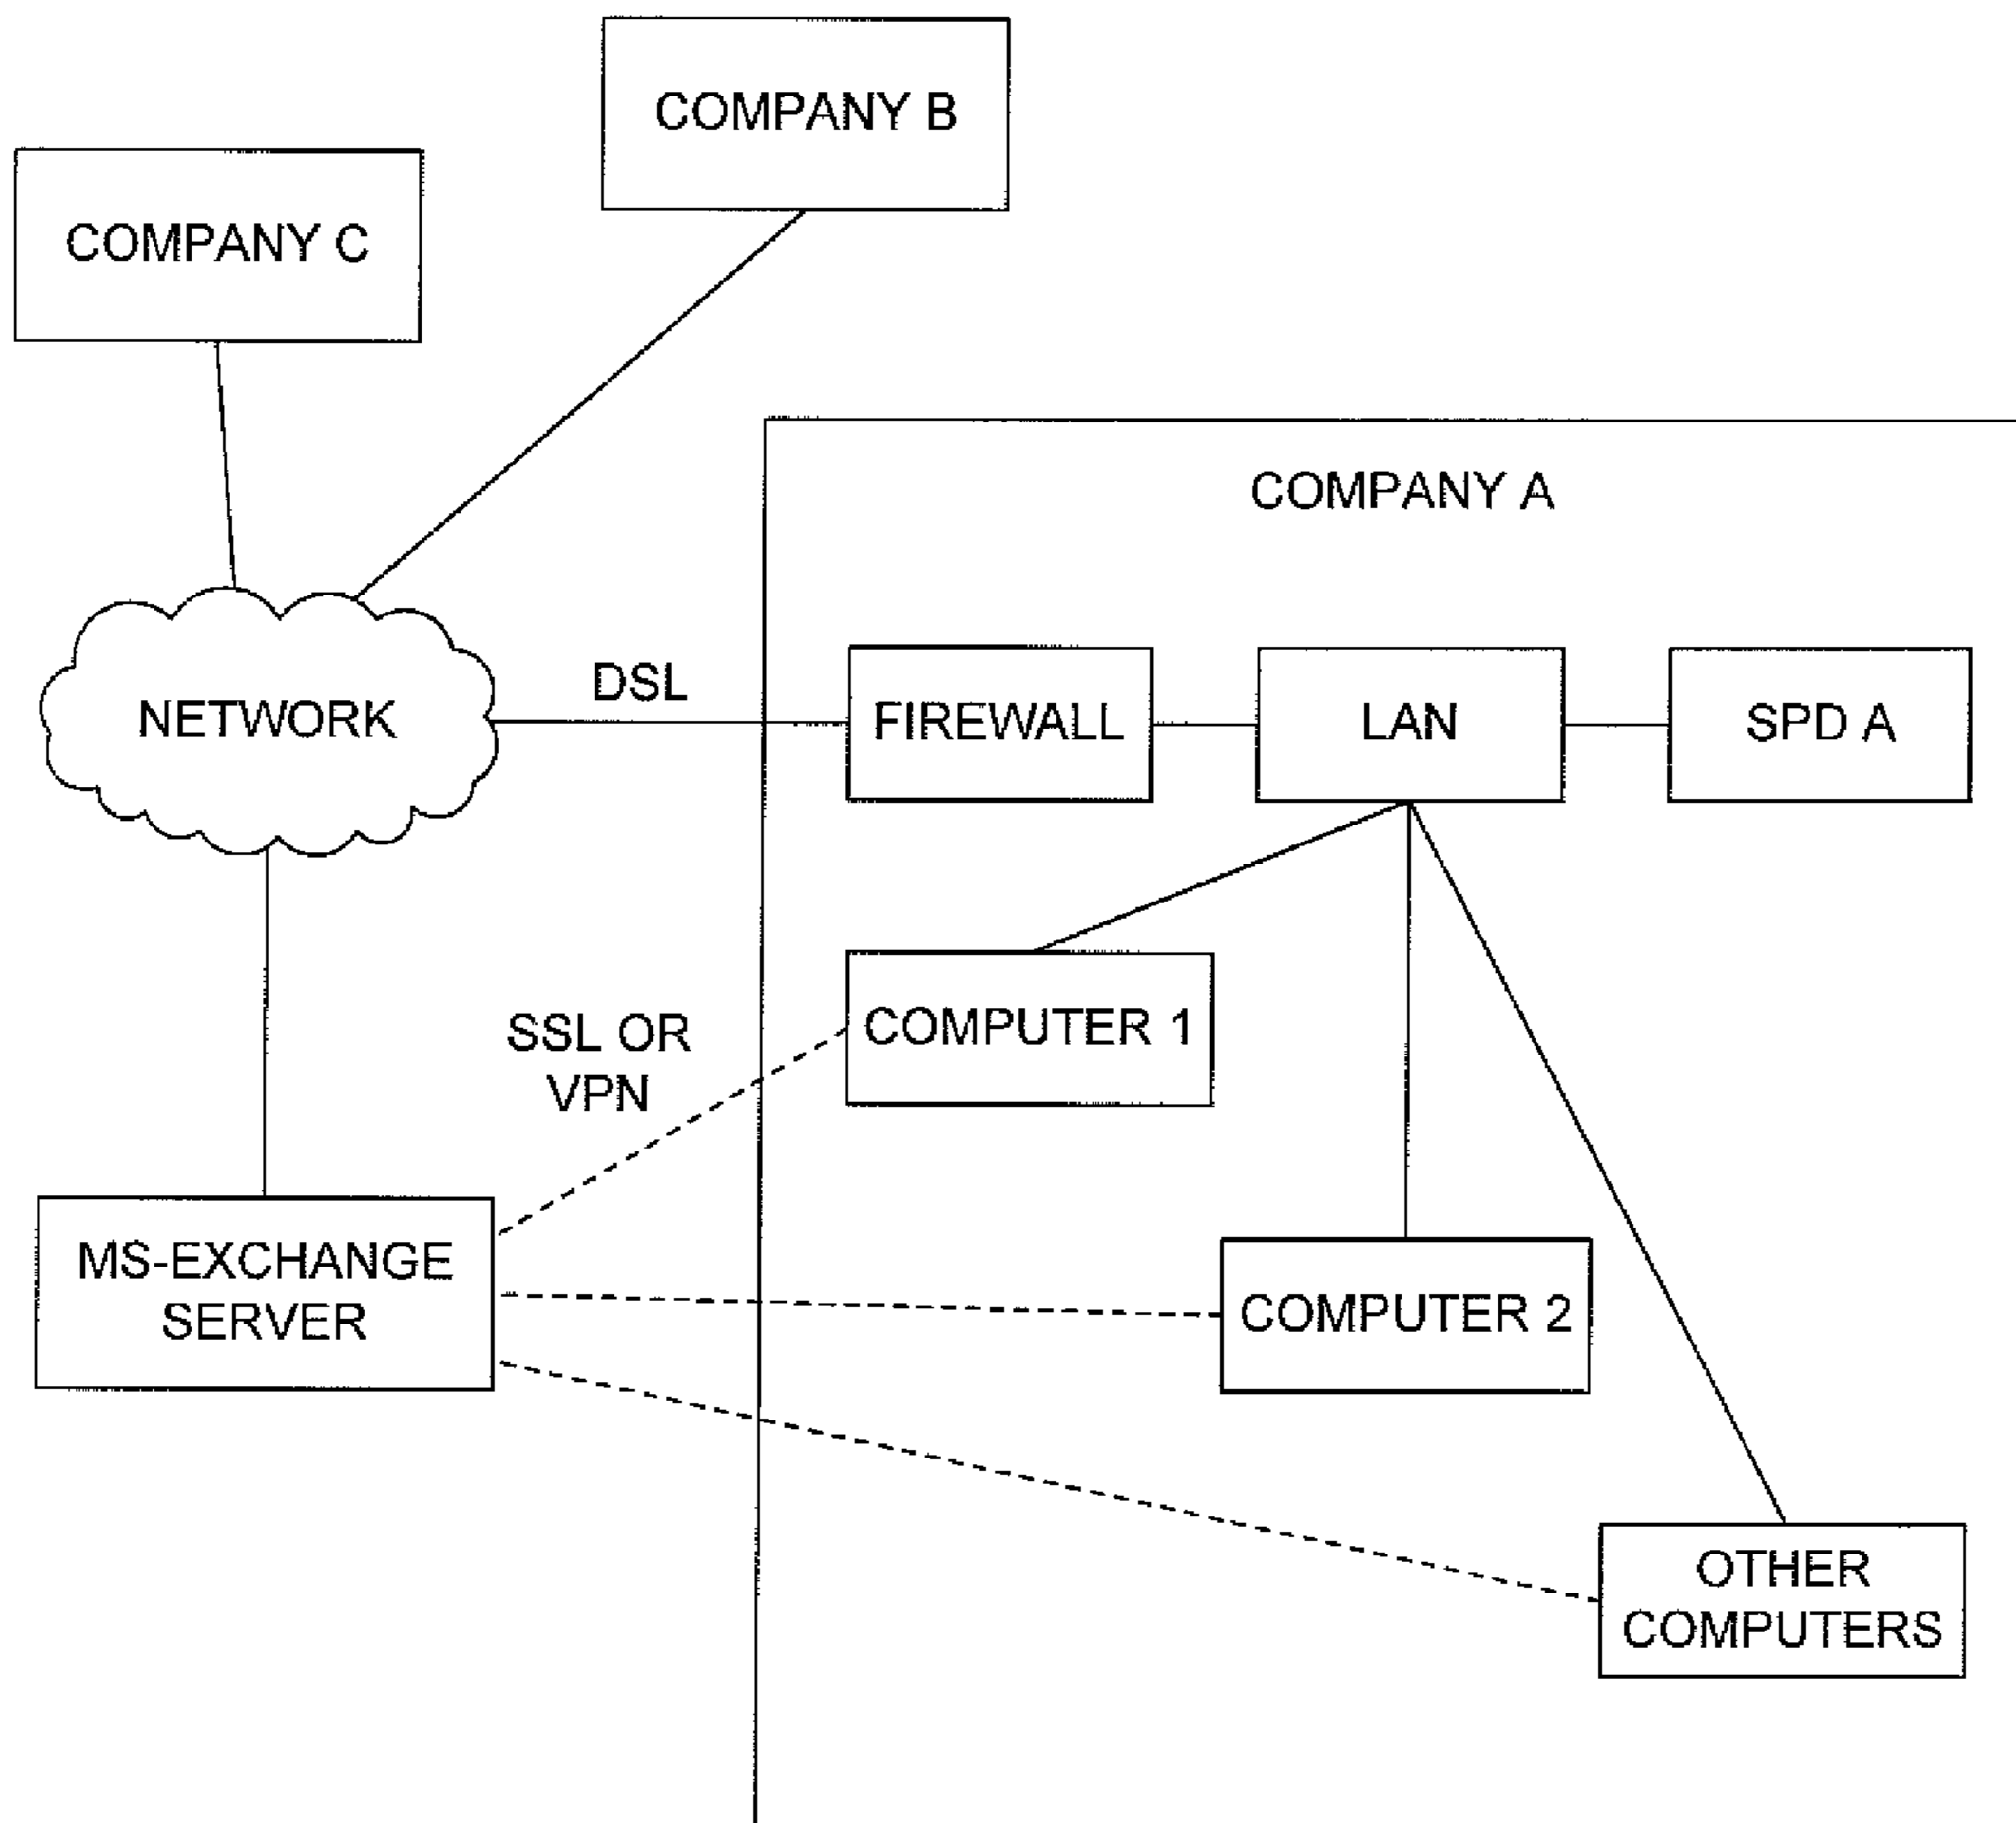 COMPANY B
COMPANY C
COMPANY A
DSL
NETWORK
FIREWALL
LAN
SPD A
COMPUTER 1
SSL OR
VPN
MS-EXCHANGE
SERVER
COMPUTER 2
OTHER
COMPUTERS